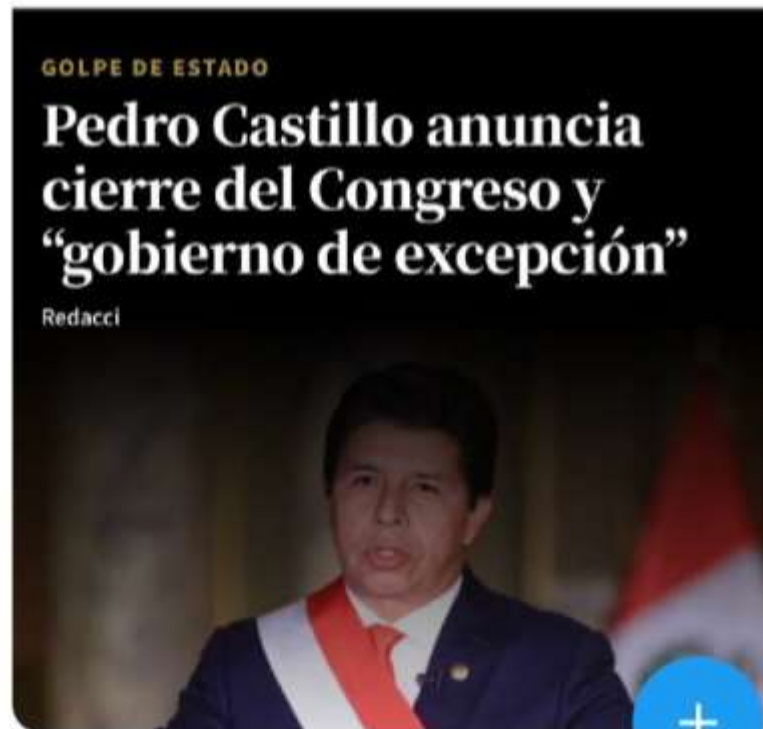 GOLPE DE ESTADO
Pedro Castillo anuncia
cierre del Congreso y
“gobierno de excepción”
Redacci